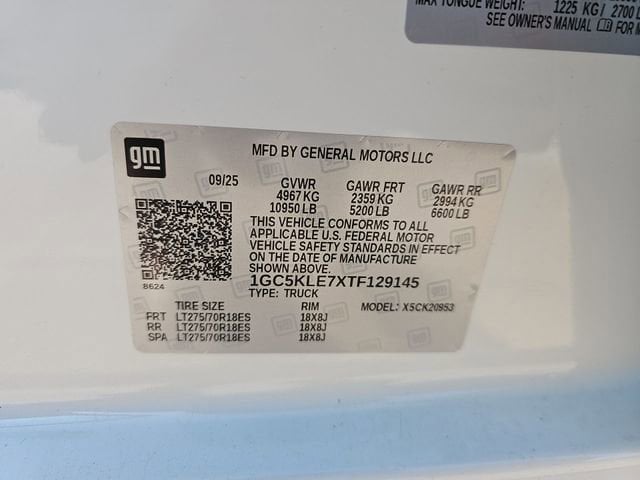 MAX TONGUE WEIGHT: 1225 KG / 2700 L
SEE OWNER'S MANUAL FOR M
gm
MFD BY GENERAL MOTORS LLC
09/25 GVWR GAWR FRT GAWR RR
4967 KG 2359 KG 2994 KG
10950 LB 5200 LB 6600 LB
THIS VEHICLE CONFORMS TO ALL
APPLICABLE U.S. FEDERAL MOTOR
VEHICLE SAFETY STANDARDS IN EFFECT
ON THE DATE OF MANUFACTURE
SHOWN ABOVE.
8624
1GC5KLE7XTF129145
TYPE: TRUCK
TIRE SIZE RIM MODEL: X5CK20953
FRT LT275/70R18ES 18X8J
RR LT275/70R18ES 18X8J
SPA LT275/70R18ES 18X8J